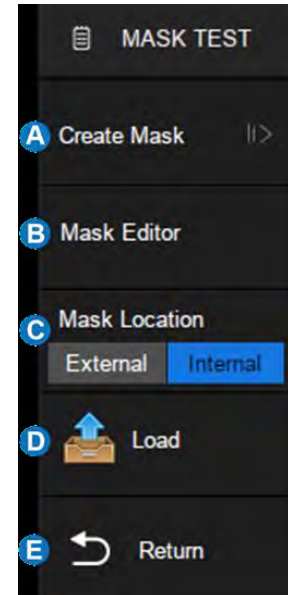 MASK TEST
A Create Mask
B Mask Editor
C Mask Location
External Internal
D Load
E Return